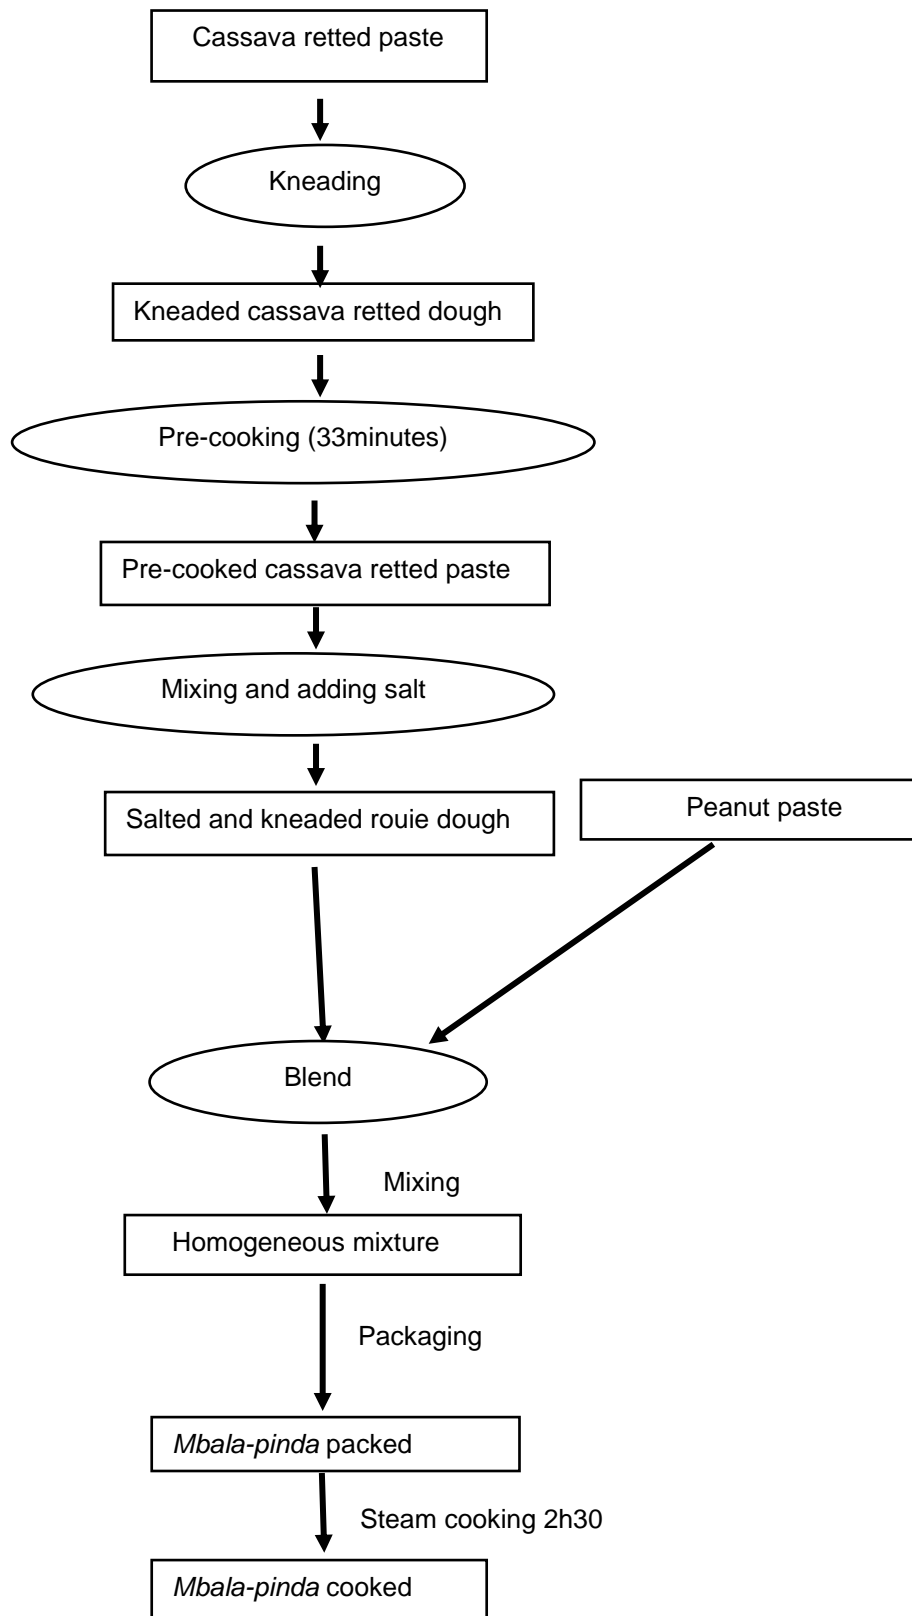 Cassava retted paste
Kneading
Kneaded cassava retted dough
Pre-cooking (33minutes)
Pre-cooked cassava retted paste
Mixing and adding salt
Salted and kneaded rouie dough
Peanut paste
Blend
Mixing
Homogeneous mixture
Packaging
Mbala-pinda packed
Steam cooking 2h30
Mbala-pinda cooked